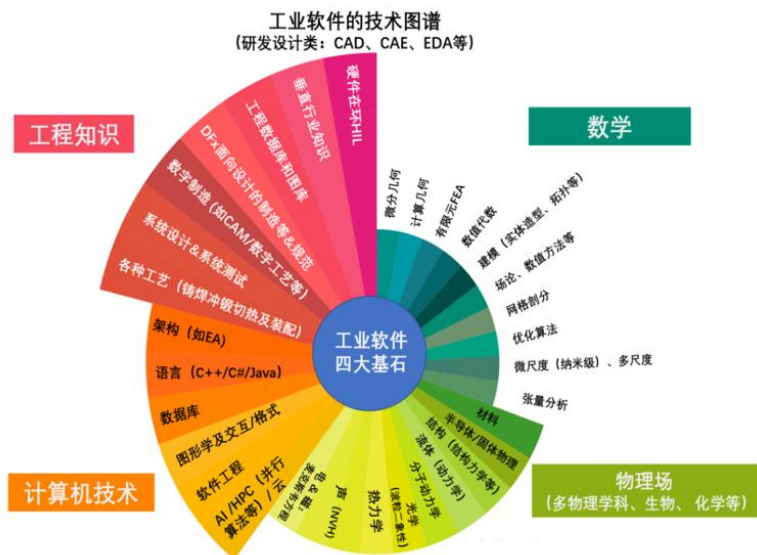 工业软件的技术图谱
(研发设计类：CAD、CAE、EDA等)
工程知识
硬件在环HIL
垂直行业知识
工程数据库和图库
DFx面向设计的制造等&规范
数字制造（如CAM/数字工艺等）
系统设计&系统测试
各种工艺（铸焊冲锻切热及装配）
数学
微分几何
计算几何
有限元FEA
数值代数
建模（实体造型、拓扑等）
场论、数值方法等
网格剖分
优化算法
微尺度（纳米级）、多尺度
张量分析
工业软件
四大基石
计算机技术
架构（如EA）
语言（C++/C#/Java）
数据库
图形学及交互/格式
软件工程
AI /HPC（并行
算法等）/云
物理场
(多物理学科、生物、化学等)
材料
半导体/固体物理
结构（结构力学等）
流体（动力学）
分子动力学
光学
(波粒二象性)
热力学
声（NVH）
电&磁:
麦克斯韦方程